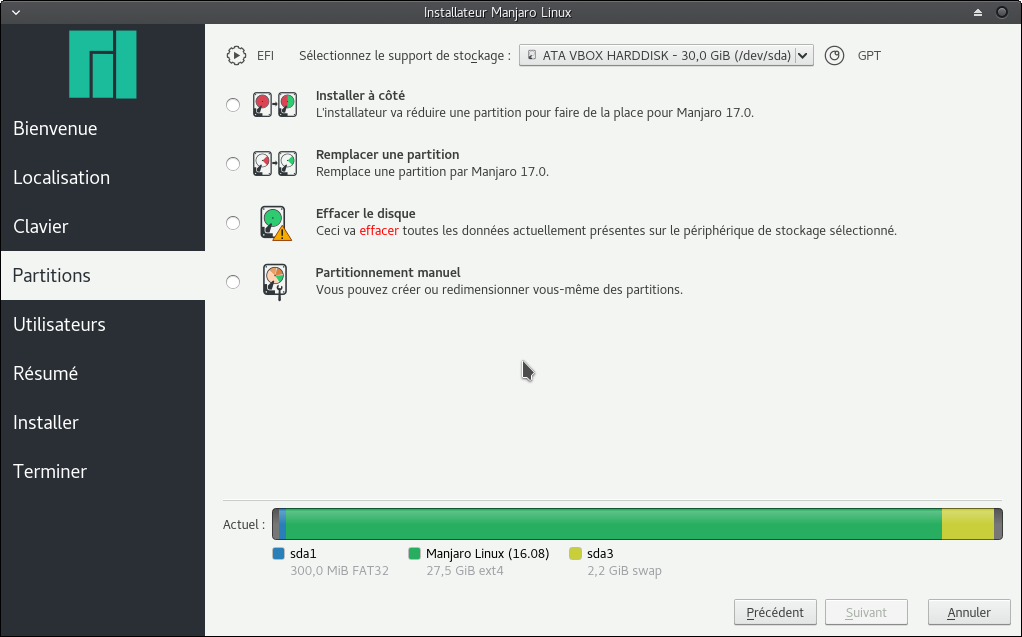 Installateur Manjaro Linux
Bienvenue
Localisation
Clavier
Partitions
Utilisateurs
Résumé
Installer
Terminer
EFI Sélectionnez le support de stockage : ATA VBOX HARDDISK - 30,0 GiB (/dev/sda) GPT
Installer à côté
L'installateur va réduire une partition pour faire de la place pour Manjaro 17.0.
Remplacer une partition
Remplace une partition par Manjaro 17.0.
Effacer le disque
Ceci va effacer toutes les données actuellement présentes sur le périphérique de stockage sélectionné.
Partitionnement manuel
Vous pouvez créer ou redimensionner vous-même des partitions.
Actuel :
sda1 Manjaro Linux (16.08) sda3
300,0 MiB FAT32 27,5 GiB ext4 2,2 GiB swap
Précédent Suivant Annuler